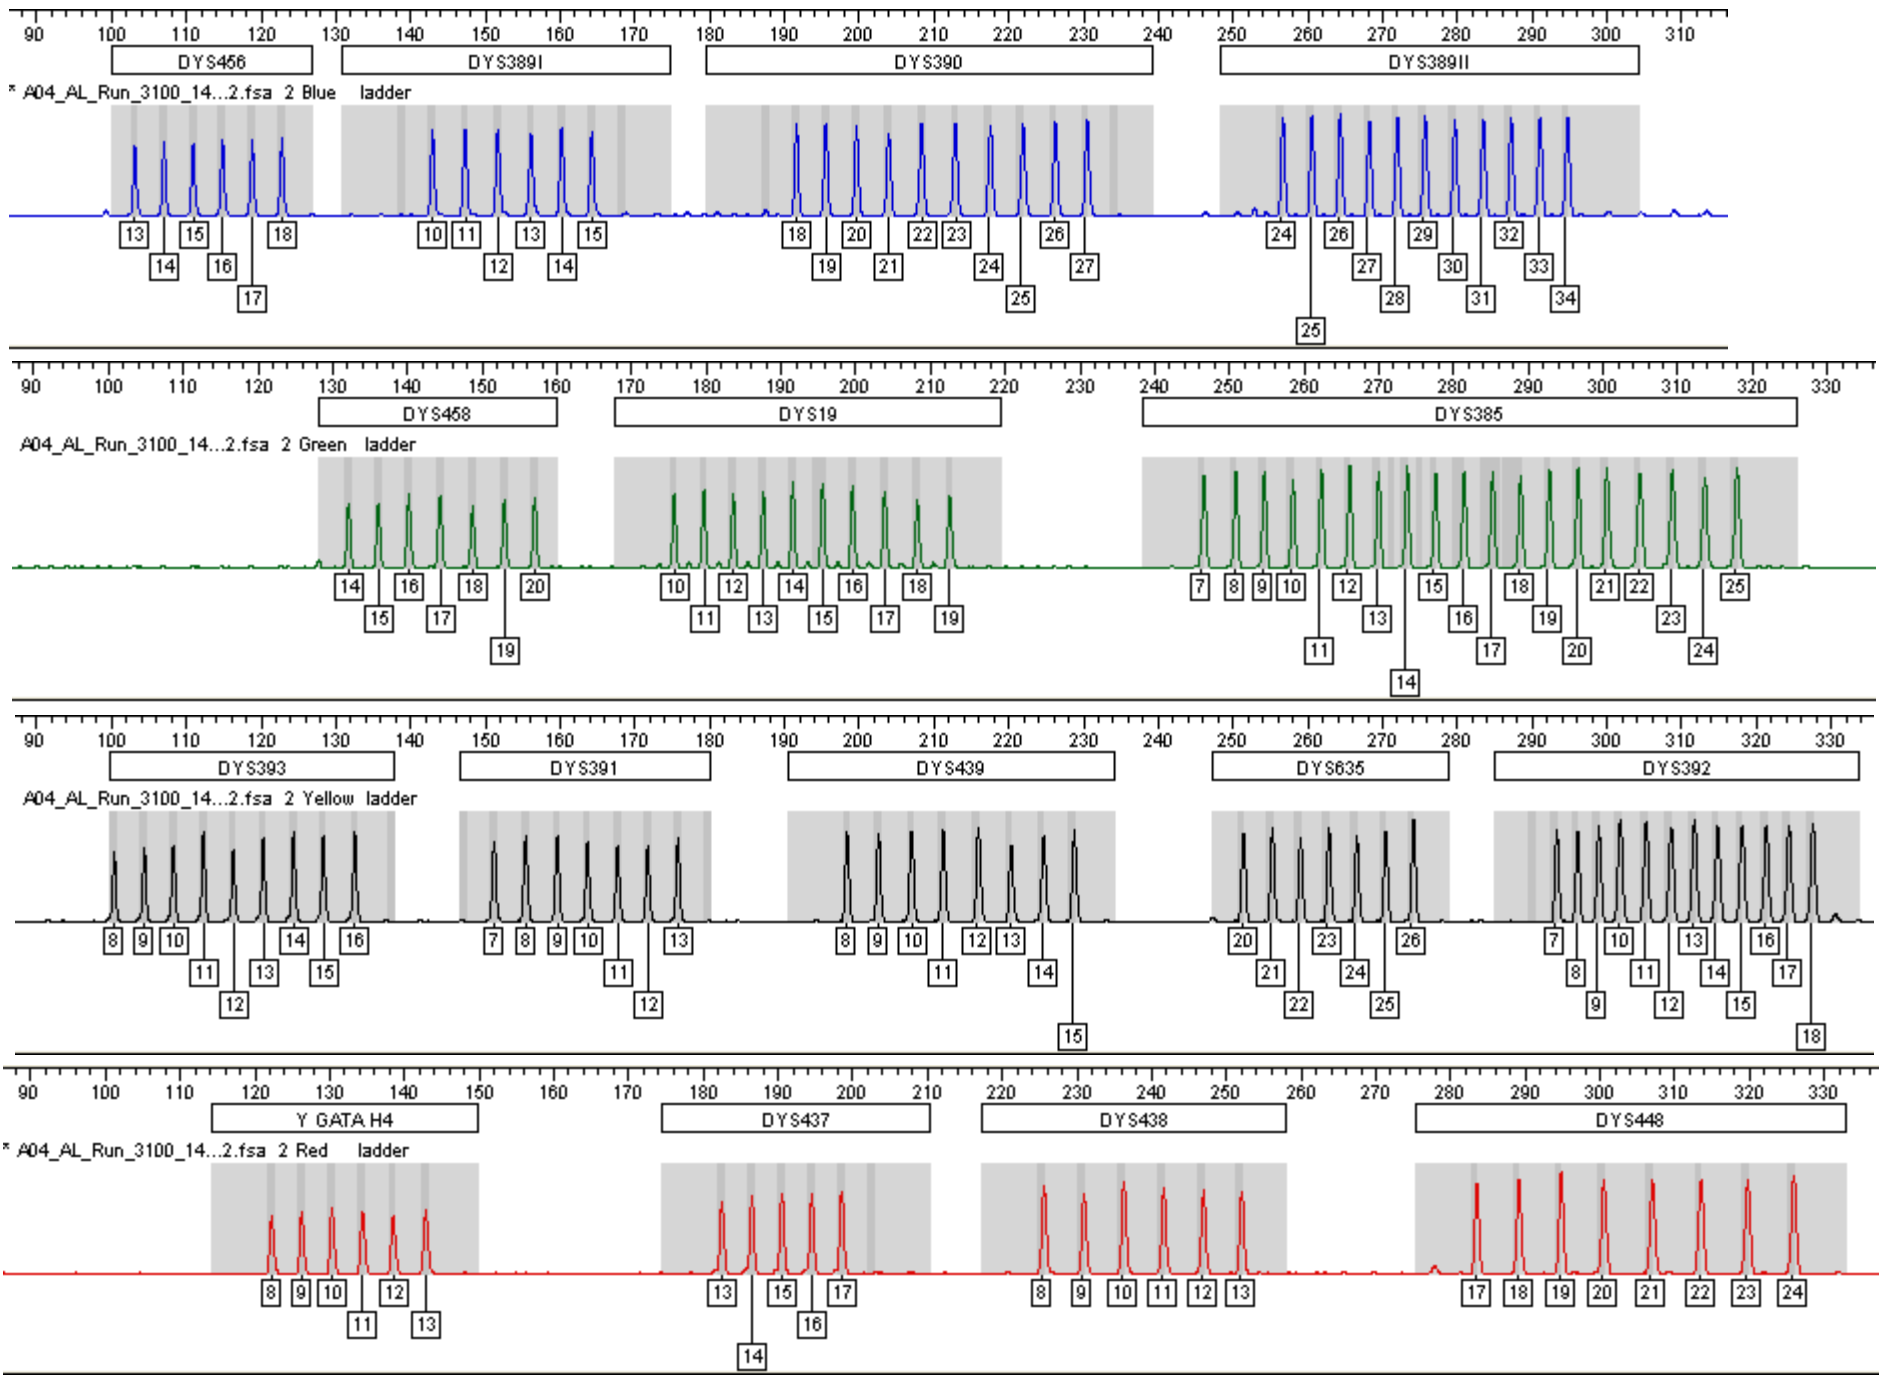 90 100 110 120 130 140 150 160 170 180 190 200 210 220 230 240 250 260 270 280 290 300 310
DYS456 DYS389I DYS390 DYS389II
* A04_AL_Run_3100_14...2.fsa 2 Blue ladder
13 15 18 10 11 13 15 18 20 22 23 26 24 26 29 32
14 16 12 14 19 21 24 27 27 30 33
17 25 28 31 34
25
90 100 110 120 130 140 150 160 170 180 190 200 210 220 230 240 250 260 270 280 290 300 310 320 330
DYS458 DYS19 DYS385
A04_AL_Run_3100_14...2.fsa 2 Green ladder
14 16 18 20 10 12 14 16 18 7 8 9 10 12 15 18 21 22 25
15 17 11 13 15 17 19 13 16 19 23
19 11 17 20 24
14
90 100 110 120 130 140 150 160 170 180 190 200 210 220 230 240 250 260 270 280 290 300 310 320 330
DYS393 DYS391 DYS439 DYS635 DYS392
A04_AL_Run_3100_14...2.fsa 2 Yellow ladder
8 9 10 14 16 7 8 9 10 13 8 9 10 12 13 20 23 26 7 10 13 16
11 13 15 11 11 14 21 24 8 11 14 17
12 12 22 25 9 12 15
15 18
90 100 110 120 130 140 150 160 170 180 190 200 210 220 230 240 250 260 270 280 290 300 310 320 330
Y GATA H4 DYS437 DYS438 DYS448
* A04_AL_Run_3100_14...2.fsa 2 Red ladder
8 9 10 12 13 15 17 8 9 10 11 12 13 17 18 19 20 21 22 23 24
11 13 16
14